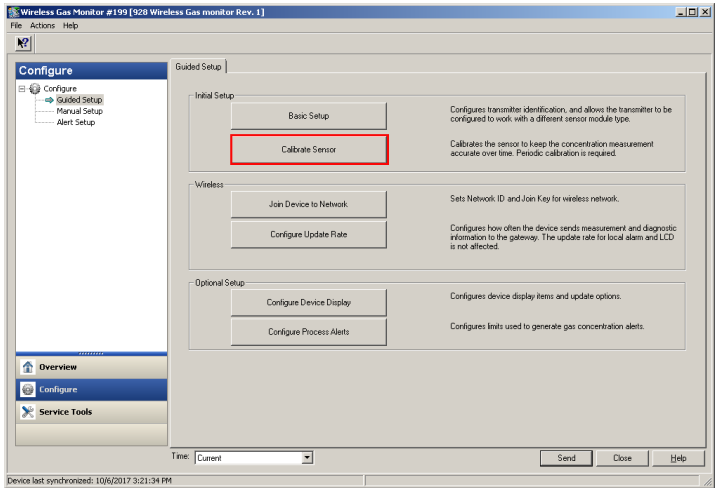 Wireless Gas Monitor #199 [928 Wireless Gas monitor Rev. 1]
File Actions Help
Configure
Configure
Guided Setup
Manual Setup
Alert Setup
Overview
Configure
Service Tools
Guided Setup
Initial Setup
Basic Setup
Configures transmitter identification, and allows the transmitter to be
configured to work with a different sensor module type.
Calibrate Sensor
Calibrates the sensor to keep the concentration measurement
accurate over time. Periodic calibration is required.
Wireless
Join Device to Network
Sets Network ID and Join Key for wireless network.
Configure Update Rate
Configures how often the device sends measurement and diagnostic
information to the gateway. The update rate for local alarm and LCD
is not affected.
Optional Setup
Configure Device Display
Configures device display items and update options.
Configure Process Alerts
Configures limits used to generate gas concentration alerts.
Time: Current
Send Close Help
Device last synchronized: 10/6/2017 3:21:34 PM